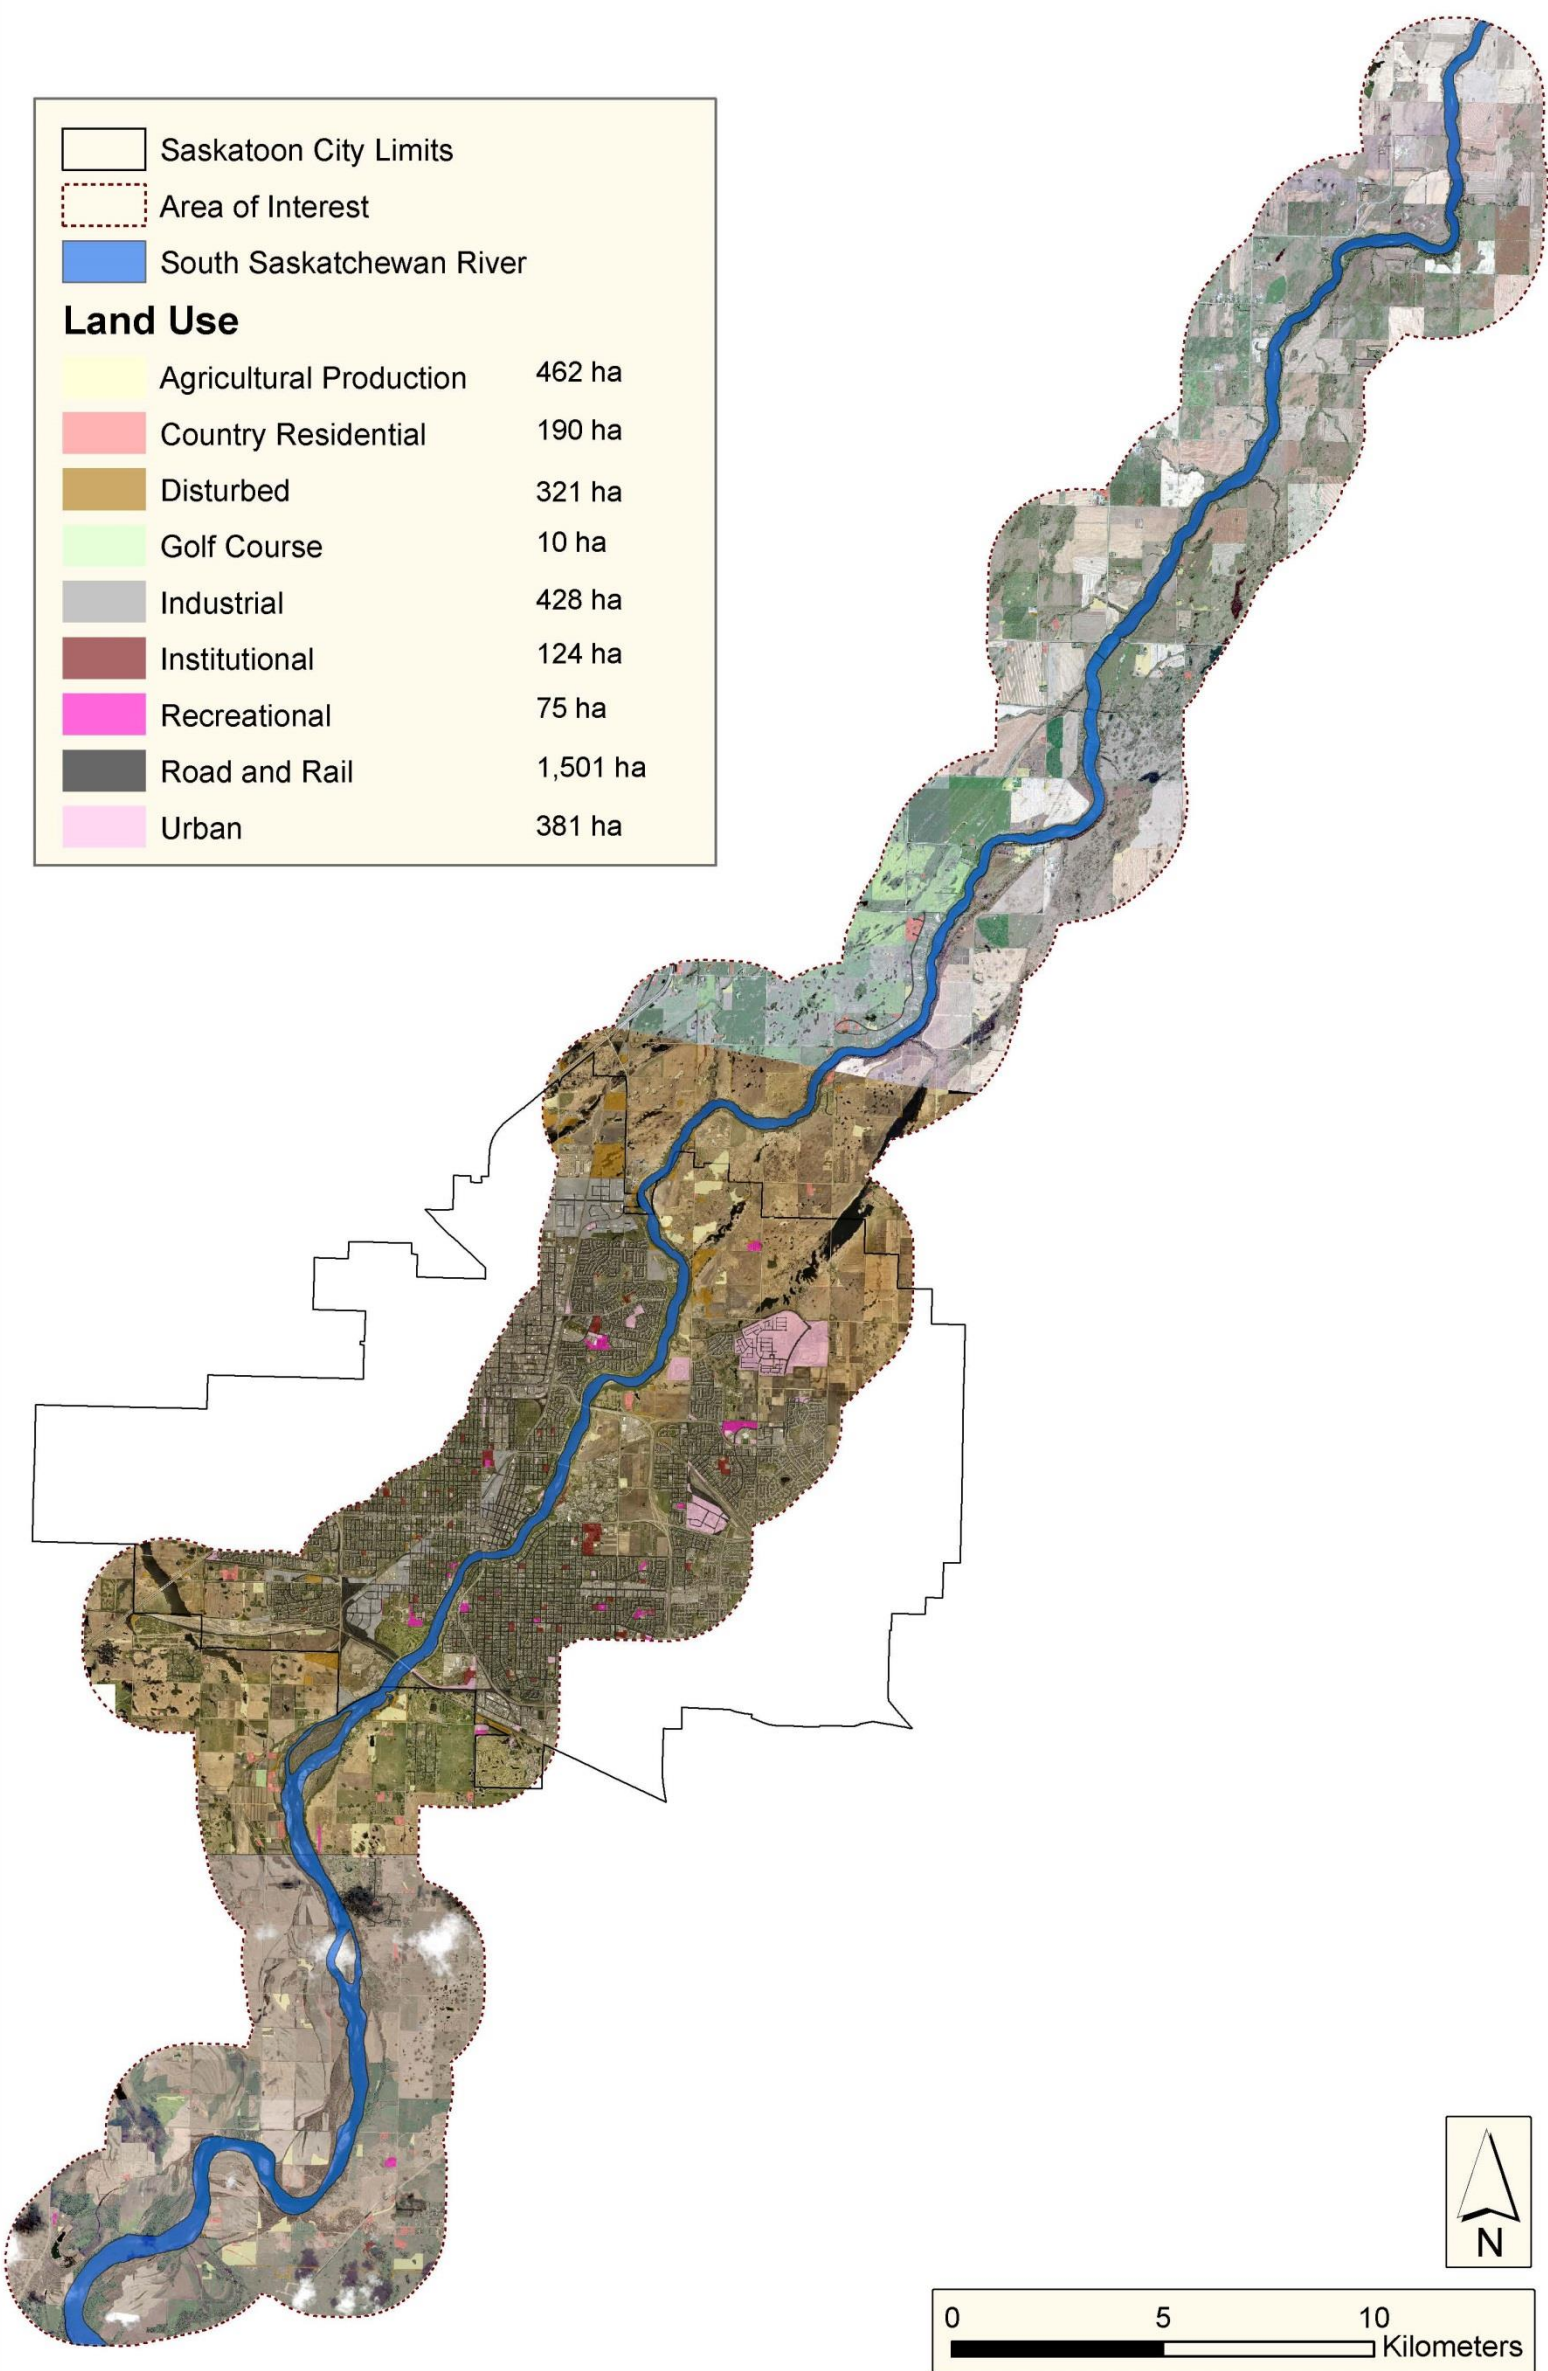 Saskatoon City Limits
Area of Interest
South Saskatchewan River
Land Use
Agricultural Production 462 ha
Country Residential 190 ha
Disturbed 321 ha
Golf Course 10 ha
Industrial 428 ha
Institutional 124 ha
Recreational 75 ha
Road and Rail 1,501 ha
Urban 381 ha
N
0 5 10
Kilometers